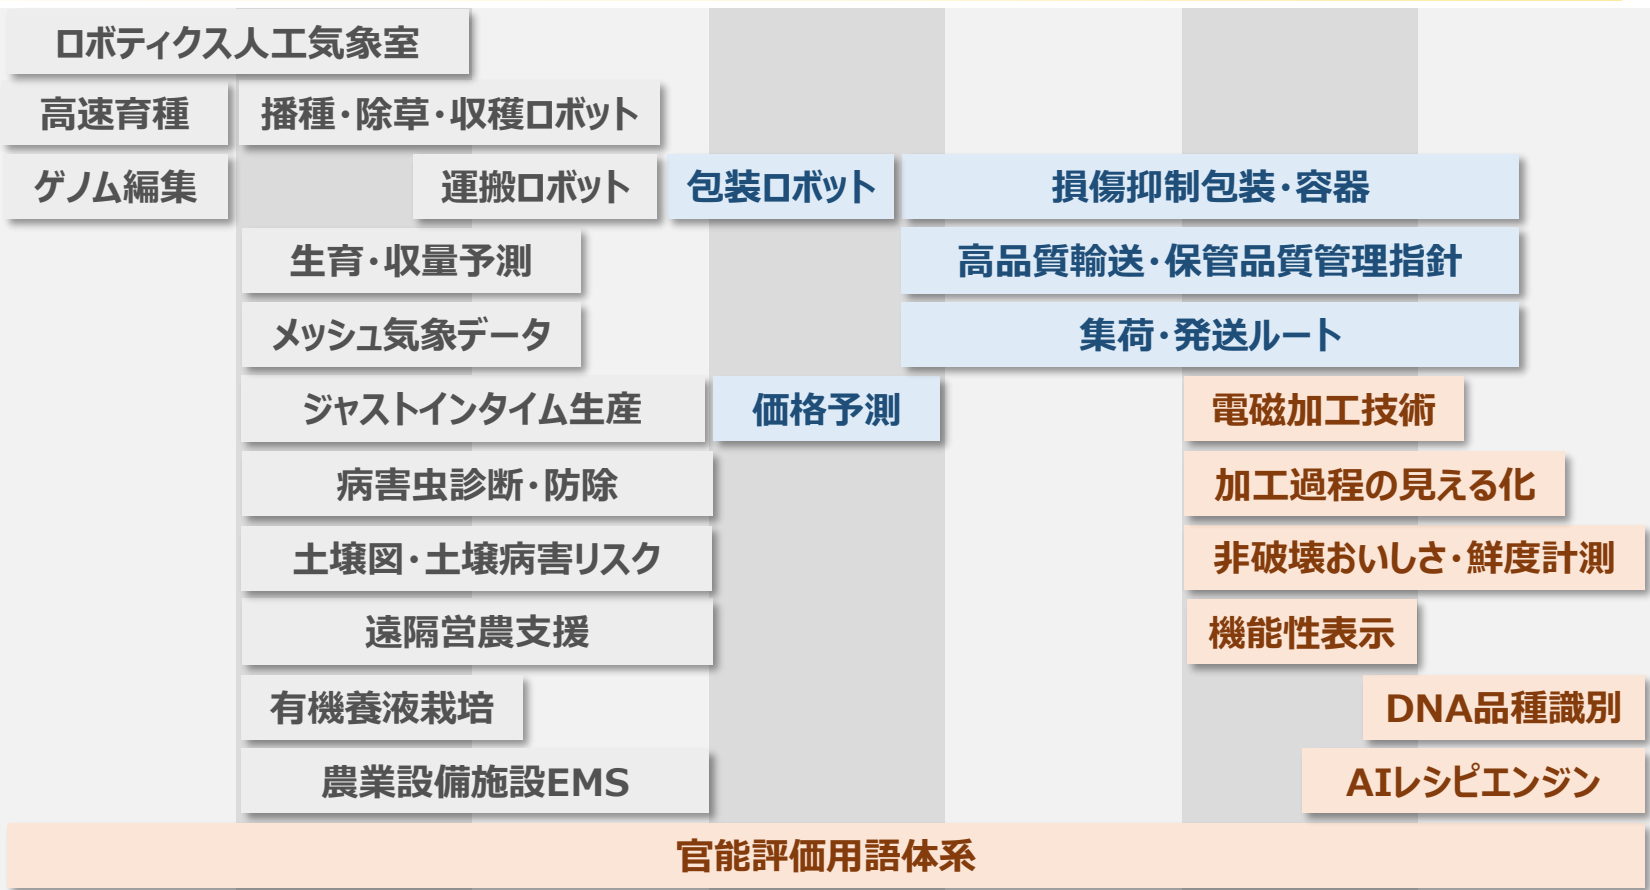 ロボティクス人工気象室
高速育種 播種･除草･収穫ロボット
ゲノム編集 運搬ロボット 包装ロボット 損傷抑制包装･容器
生育･収量予測 高品質輸送･保管品質管理指針
メッシュ気象データ 集荷･発送ルート
ジャストインタイム生産 価格予測 電磁加工技術
病害虫診断･防除 加工過程の見える化
土壌図･土壌病害リスク 非破壊おいしさ･鮮度計測
遠隔営農支援 機能性表示
有機養液栽培 DNA品種識別
農業設備施設EMS AIレシピエンジン
官能評価用語体系